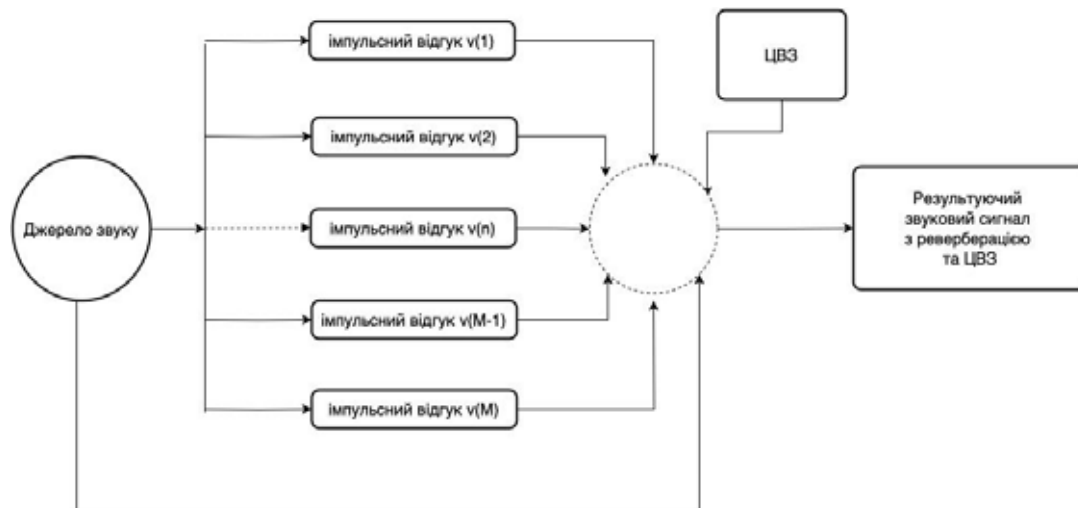 імпульсний відгук v(1)
ЦВЗ
імпульсний відгук v(2)
Джерело звуку
імпульсний відгук v(n)
Результуючий
звуковий сигнал
з реверберацією
та ЦВЗ
імпульсний відгук v(M-1)
імпульсний відгук v(M)